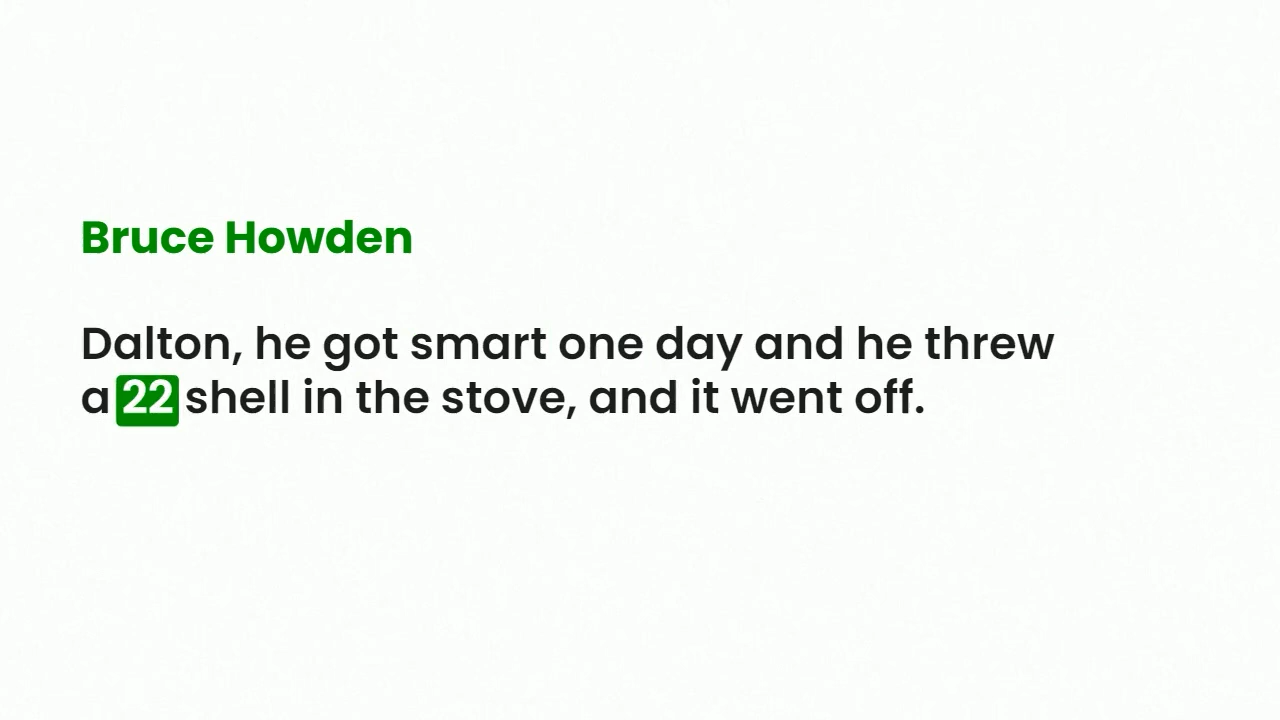 Bruce Howden
Dalton, he got smart one day and he threw
a 22 shell in the stove, and it went off.